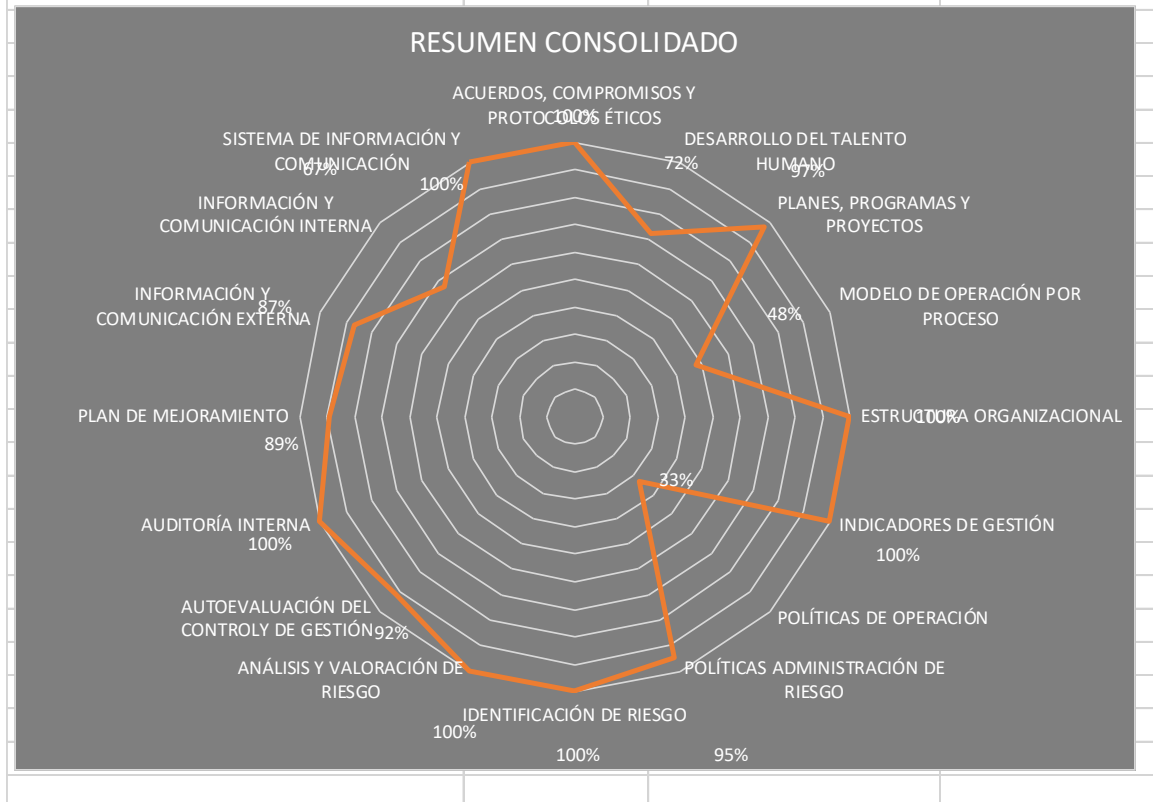 RESUMEN CONSOLIDADO
ACUERDOS, COMPROMISOS Y
PROTOCOLOS ÉTICOS
100%
DESARROLLO DEL TALENTO
HUMANO
72%
PLANES, PROGRAMAS Y
PROYECTOS
97%
MODELO DE OPERACIÓN POR
PROCESO
48%
ESTRUCTURA ORGANIZACIONAL
100%
INDICADORES DE GESTIÓN
100%
POLÍTICAS DE OPERACIÓN
33%
POLÍTICAS ADMINISTRACIÓN DE
RIESGO
95%
IDENTIFICACIÓN DE RIESGO
100%
ANÁLISIS Y VALORACIÓN DE
RIESGO
100%
AUTOEVALUACIÓN DEL
CONTROLY DE GESTIÓN
92%
AUDITORÍA INTERNA
100%
PLAN DE MEJORAMIENTO
89%
INFORMACIÓN Y
COMUNICACIÓN EXTERNA
87%
INFORMACIÓN Y
COMUNICACIÓN INTERNA
67%
SISTEMA DE INFORMACIÓN Y
COMUNICACIÓN
100%